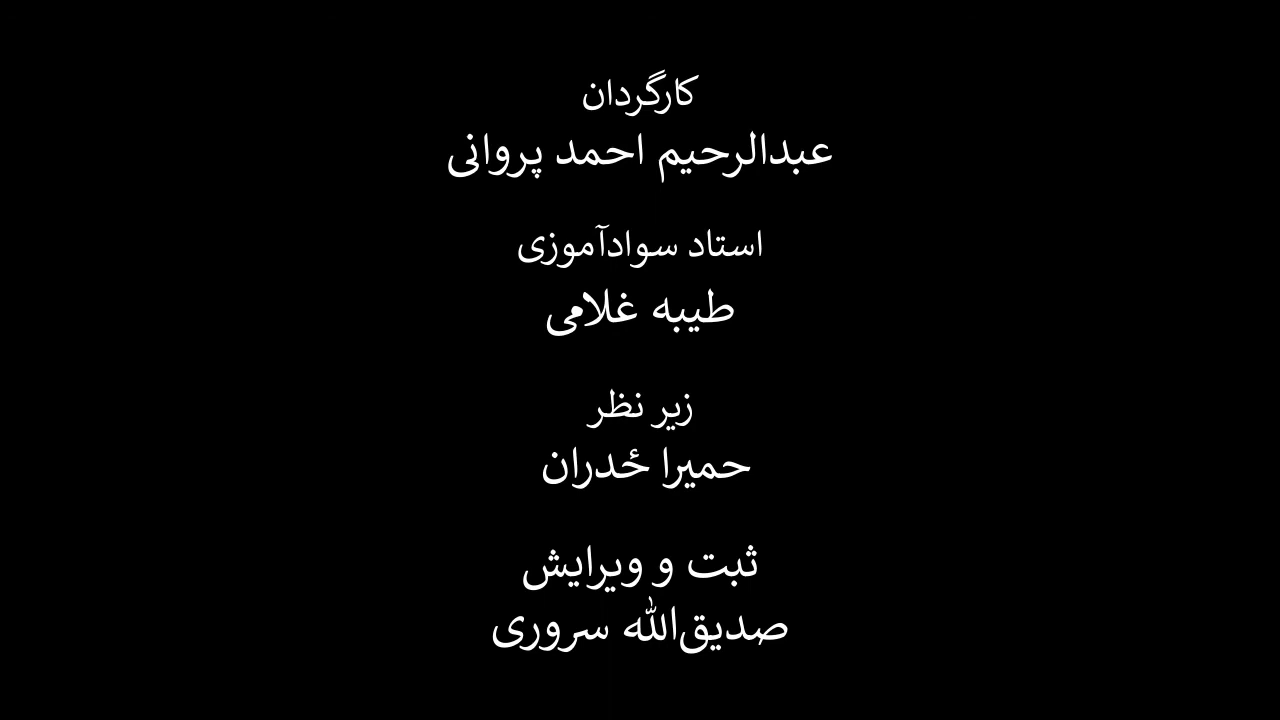 کارگردان
عبدالرحیم احمد پروانی
استاد سوادآموزی
طیبه غلامی
زیر نظر
حمیرا ځدران
ثبت و ویرایش
صدیق‌الله سروری